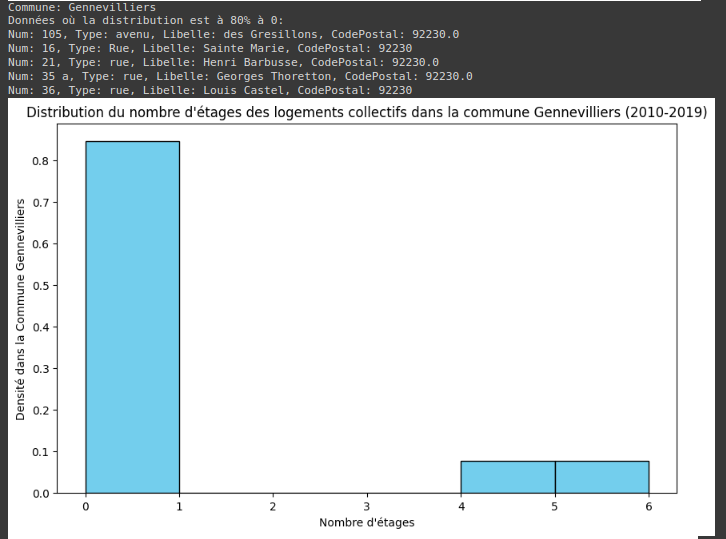 Commune: Gennevilliers
Données où la distribution est à 80% à 0:
Num: 105, Type: avenu, Libelle: des Gresillons, CodePostal: 92230.0
Num: 16, Type: Rue, Libelle: Sainte Marie, CodePostal: 92230
Num: 21, Type: rue, Libelle: Henri Barbusse, CodePostal: 92230.0
Num: 35 a, Type: rue, Libelle: Georges Thoretton, CodePostal: 92230.0
Num: 36, Type: rue, Libelle: Louis Castel, CodePostal: 92230
Distribution du nombre d'étages des logements collectifs dans la commune Gennevilliers (2010-2019)
Densité dans la Commune Gennevilliers
0.8
0.7
0.6
0.5
0.4
0.3
0.2
0.1
0.0
0 1 2 3 4 5 6
Nombre d'étages